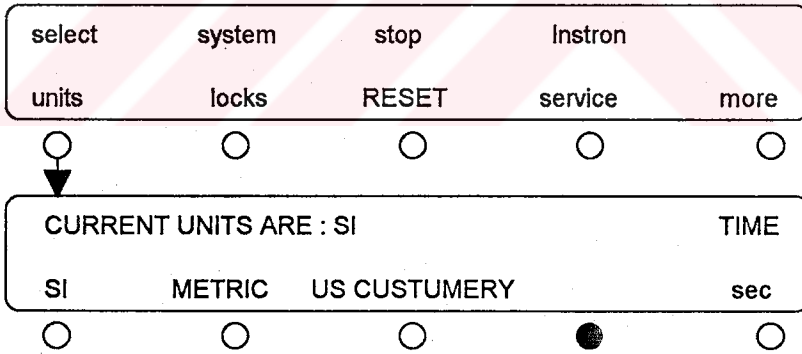 select system stop Instron
units locks RESET service more
CURRENT UNITS ARE : SI TIME
SI METRIC US CUSTUMERY sec